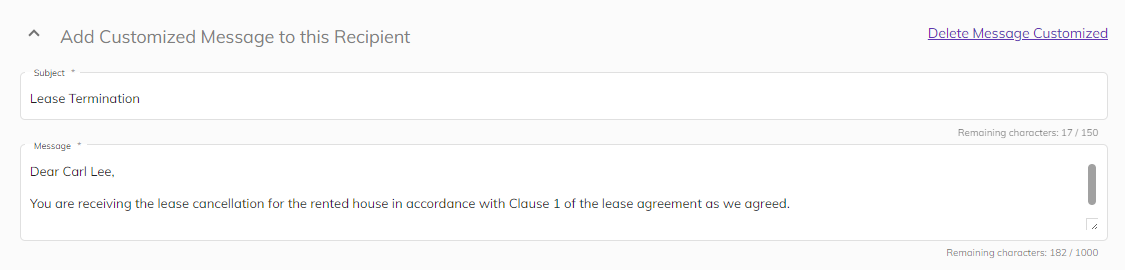 Add Customized Message to this Recipient
Delete Message Customized
Subject *
Lease Termination
Remaining characters: 17 / 150
Message *
Dear Carl Lee,
You are receiving the lease cancellation for the rented house in accordance with Clause 1 of the lease agreement as we agreed.
Remaining characters: 182 / 1000